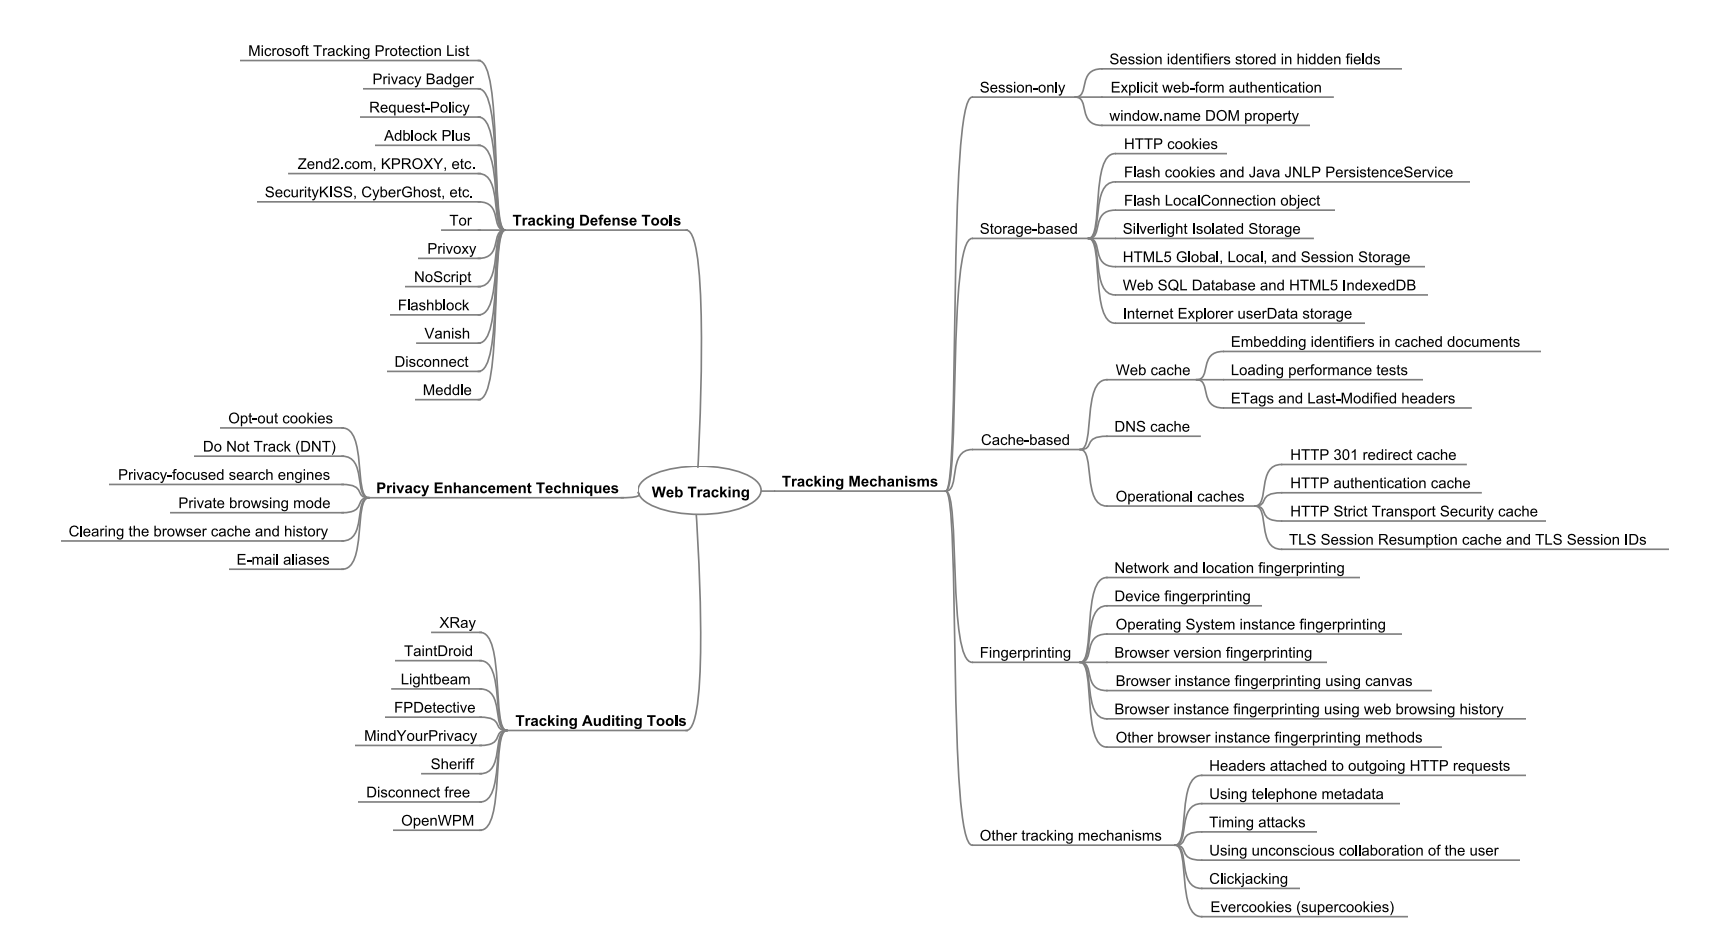 Web Tracking
Tracking Defense Tools
Microsoft Tracking Protection List
Privacy Badger
Request-Policy
Adblock Plus
Zend2.com, KPROXY, etc.
SecurityKISS, CyberGhost, etc.
Tor
Privoxy
NoScript
Flashblock
Vanish
Disconnect
Meddle
Privacy Enhancement Techniques
Opt-out cookies
Do Not Track (DNT)
Privacy-focused search engines
Private browsing mode
Clearing the browser cache and history
E-mail aliases
Tracking Auditing Tools
XRay
TaintDroid
Lightbeam
FPDetective
MindYourPrivacy
Sheriff
Disconnect free
OpenWPM
Tracking Mechanisms
Session-only
Session identifiers stored in hidden fields
Explicit web-form authentication
window.name DOM property
Storage-based
HTTP cookies
Flash cookies and Java JNLP PersistenceService
Flash LocalConnection object
Silverlight Isolated Storage
HTML5 Global, Local, and Session Storage
Web SQL Database and HTML5 IndexedDB
Internet Explorer userData storage
Cache-based
Web cache
Embedding identifiers in cached documents
Loading performance tests
ETags and Last-Modified headers
DNS cache
Operational caches
HTTP 301 redirect cache
HTTP authentication cache
HTTP Strict Transport Security cache
TLS Session Resumption cache and TLS Session IDs
Fingerprinting
Network and location fingerprinting
Device fingerprinting
Operating System instance fingerprinting
Browser version fingerprinting
Browser instance fingerprinting using canvas
Browser instance fingerprinting using web browsing history
Other browser instance fingerprinting methods
Other tracking mechanisms
Headers attached to outgoing HTTP requests
Using telephone metadata
Timing attacks
Using unconscious collaboration of the user
Clickjacking
Evercookies (supercookies)